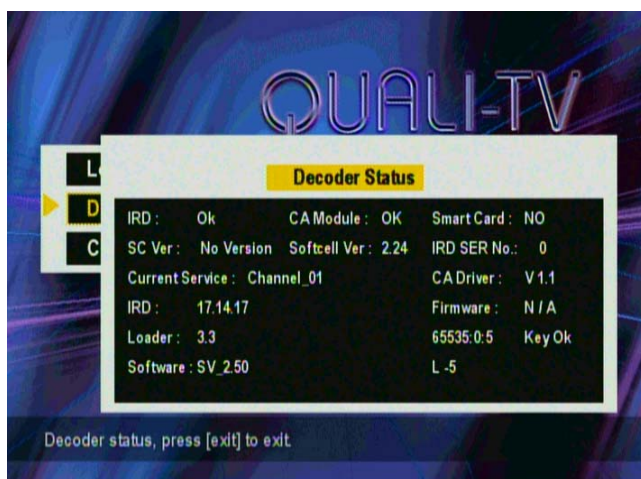 QUALI-TV
L
D
C
Decoder Status
IRD : Ok CA Module : OK Smart Card : NO
SC Ver : No Version Softcell Ver : 2.24 IRD SER No.: 0
Current Service : Channel_01 CA Driver : V 1.1
IRD : 17.14.17 Firmware : N / A
Loader : 3.3 65535:0:5 Key Ok
Software : SV_2.50 L -5
Decoder status, press [exit] to exit.